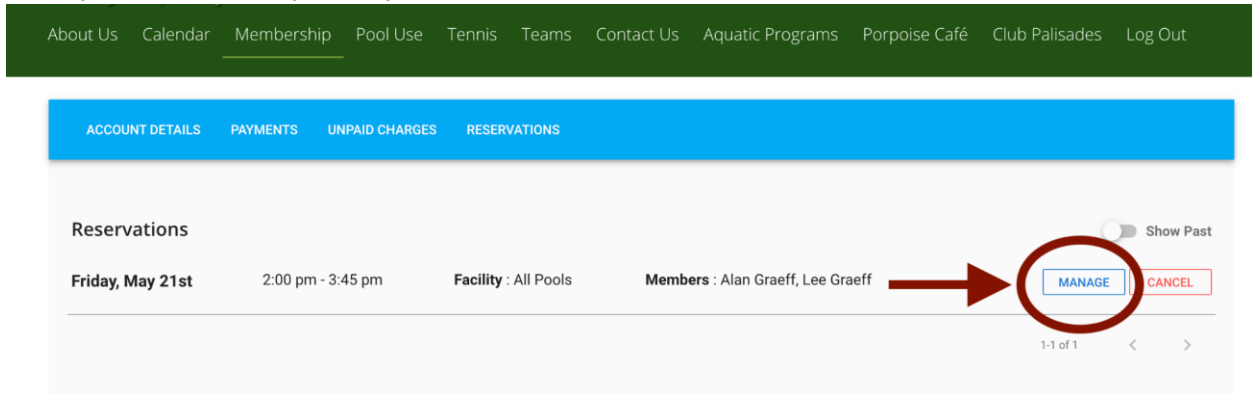 About Us Calendar Membership Pool Use Tennis Teams Contact Us Aquatic Programs Porpoise Café Club Palisades Log Out
ACCOUNT DETAILS PAYMENTS UNPAID CHARGES RESERVATIONS
Reservations Show Past
Friday, May 21st 2:00 pm - 3:45 pm Facility : All Pools Members : Alan Graeff, Lee Graeff MANAGE CANCEL
1-1 of 1 < >